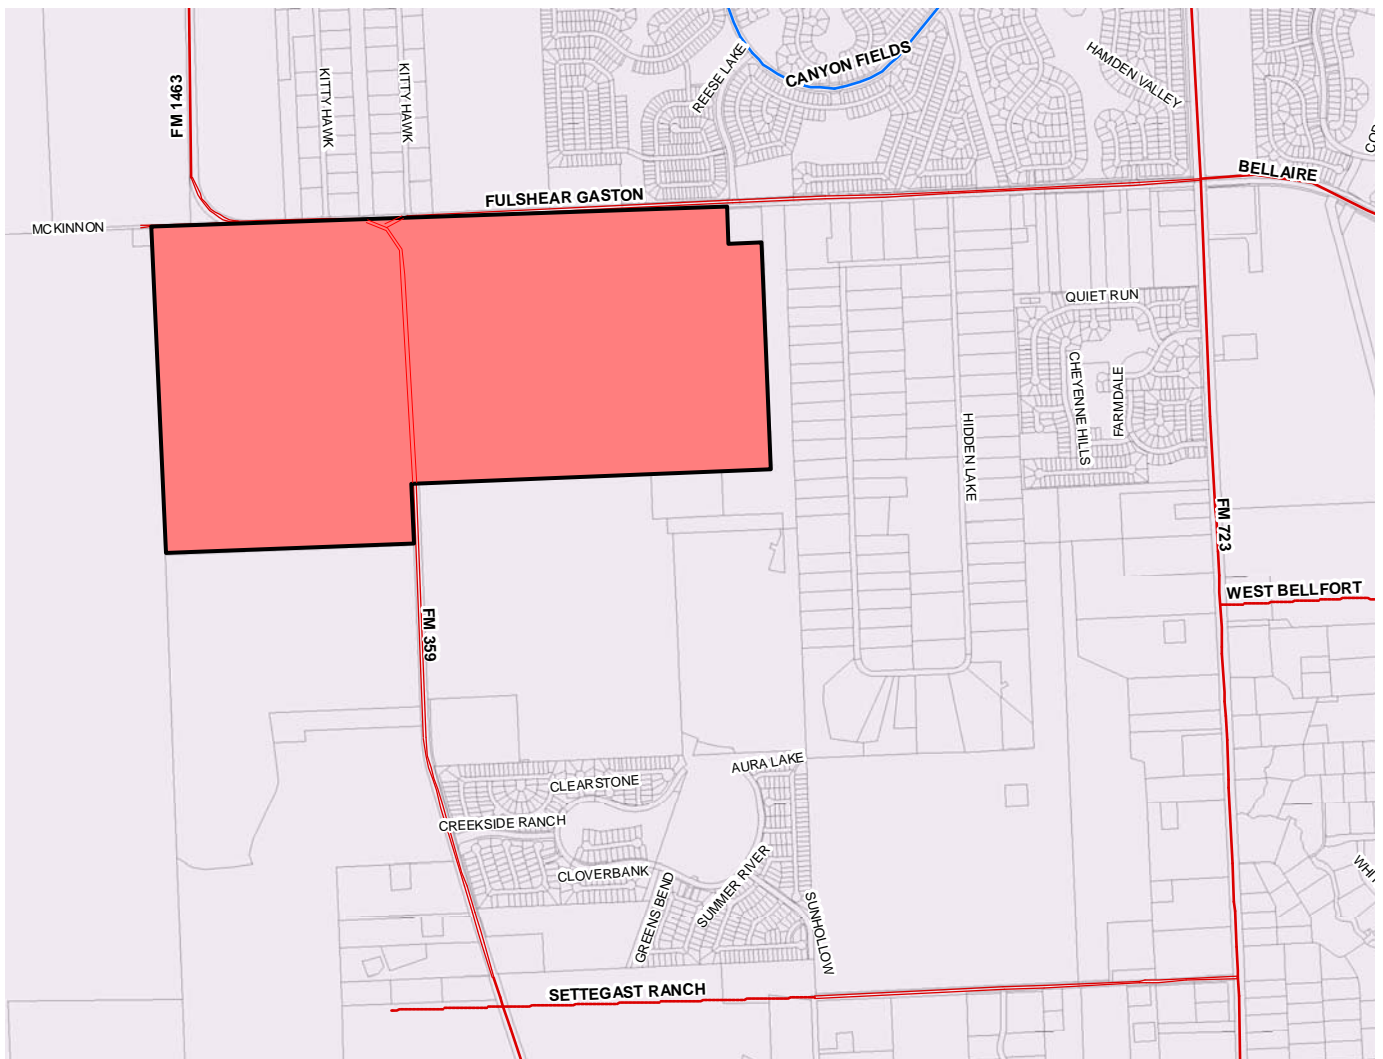 FM 1463
KITTY HAWK
KITTY HAWK
REESE LAKE
CANYON FIELDS
HAMDEN VALLEY
BELLAIRE
FULSHEAR GASTON
MCKINNON
QUIET RUN
CHEYENNE HILLS
FARMDALE
HIDDEN LAKE
FM 723
WEST BELLFORT
FM 359
AURA LAKE
CLEARSTONE
CREEKSIDE RANCH
CLOVERBANK
GREENS BEND
SUMMER RIVER
SUNHOLLOW
SETTEGAST RANCH